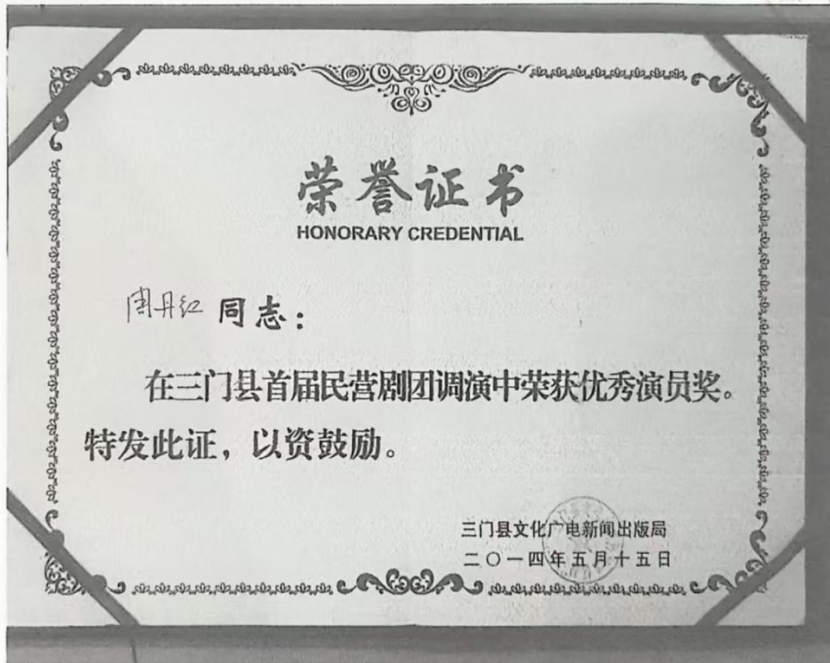 荣誉证书
HONORARY CREDENTIAL
周丹红 同志：
在三门县首届民营剧团调演中荣获优秀演员奖。
特发此证，以资鼓励。
三门县文化广电新闻出版局
二〇一四年五月十五日